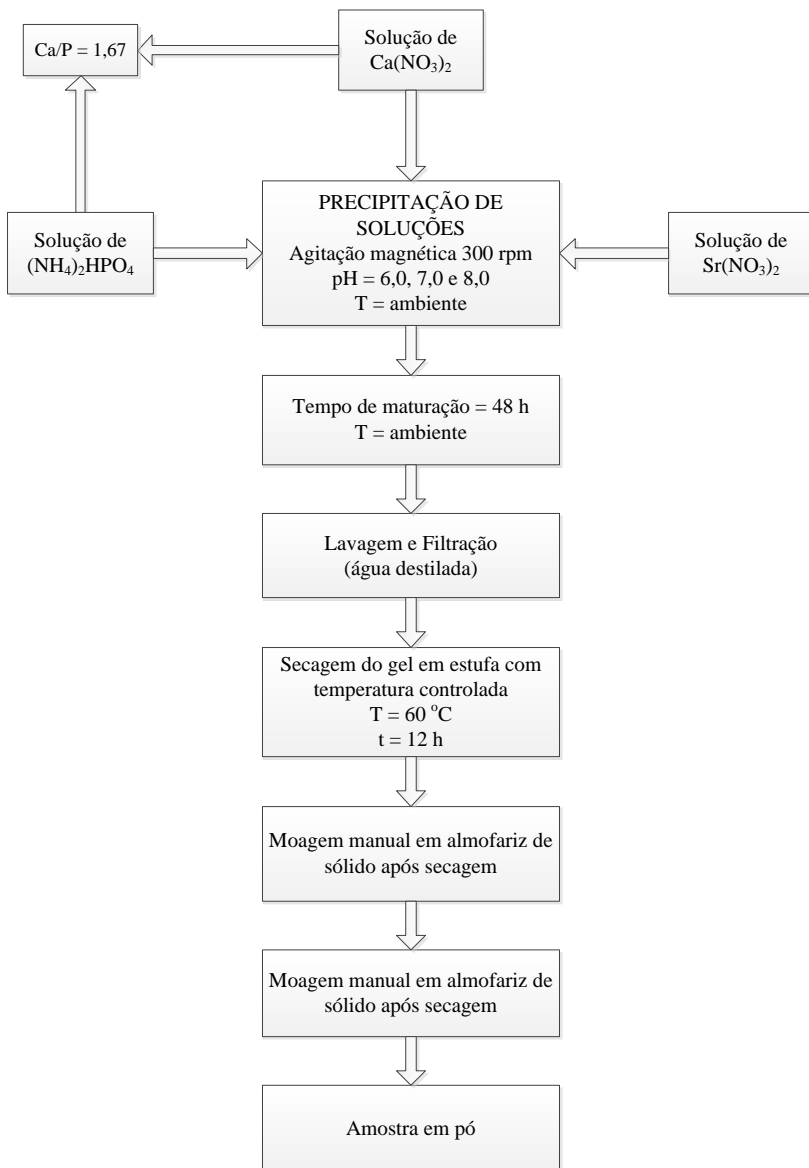 Ca/P = 1,67
Solução de
Ca(NO₃)₂
Solução de
(NH₄)₂HPO₄
PRECIPITAÇÃO DE
SOLUÇÕES
Agitação magnética 300 rpm
pH = 6,0, 7,0 e 8,0
T = ambiente
Solução de
Sr(NO₃)₂
Tempo de maturação = 48 h
T = ambiente
Lavagem e Filtração
(água destilada)
Secagem do gel em estufa com
temperatura controlada
T = 60 °C
t = 12 h
Moagem manual em almofariz de
sólido após secagem
Moagem manual em almofariz de
sólido após secagem
Amostra em pó